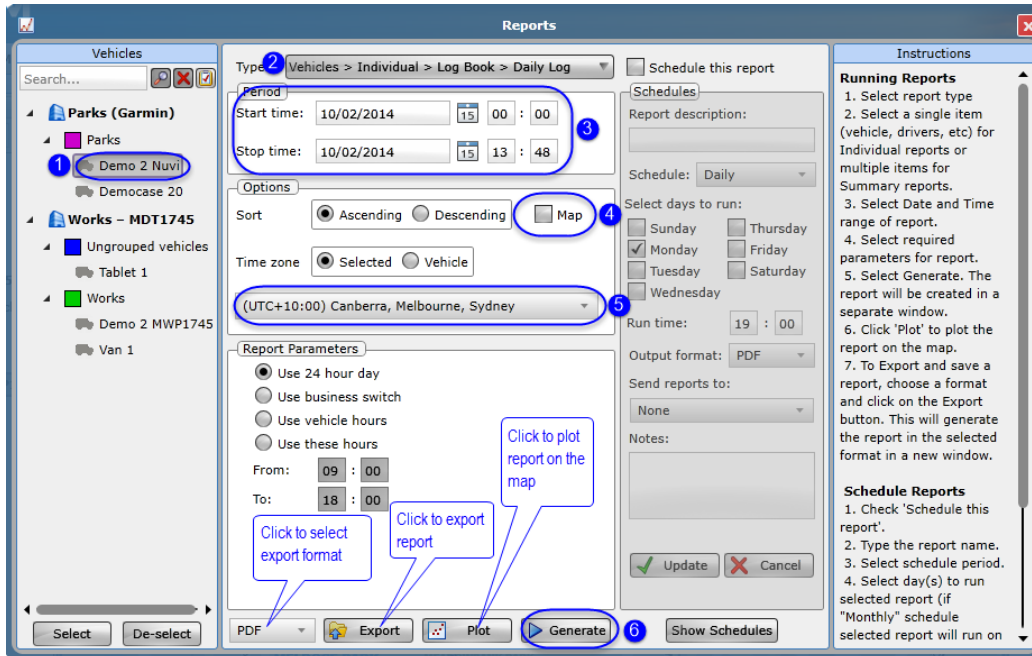 Reports
Vehicles
Search...
Parks (Garmin)
Parks
1
Demo 2 Nuvi
Democase 20
Works – MDT1745
Ungrouped vehicles
Tablet 1
Works
Demo 2 MWP1745
Van 1
Select
De-select
Type
2
Vehicles > Individual > Log Book > Daily Log
Period
Start time: 10/02/2014 15 00 : 00
3
Stop time: 10/02/2014 15 13 : 48
Options
Sort Ascending Descending Map
4
Time zone Selected Vehicle
(UTC+10:00) Canberra, Melbourne, Sydney
5
Report Parameters
Use 24 hour day
Use business switch
Use vehicle hours
Use these hours
From: 09 : 00
To: 18 : 00
Click to select
export format
Click to export
report
Click to plot
report on the
map
PDF
Export
Plot
Generate
6
Schedule this report
Schedules
Report description:
Schedule: Daily
Select days to run:
Sunday Thursday
Monday Friday
Tuesday Saturday
Wednesday
Run time: 19 : 00
Output format: PDF
Send reports to:
None
Notes:
Update
Cancel
Show Schedules
Instructions
Running Reports
1. Select report type
2. Select a single item
(vehicle, drivers, etc) for
Individual reports or
multiple items for
Summary reports.
3. Select Date and Time
range of report.
4. Select required
parameters for report.
5. Select Generate. The
report will be created in a
separate window.
6. Click 'Plot' to plot the
report on the map.
7. To Export and save a
report, choose a format
and click on the Export
button. This will generate
the report in the selected
format in a new window.
Schedule Reports
1. Check 'Schedule this
report'.
2. Type the report name.
3. Select schedule period.
4. Select day(s) to run
selected report (if
"Monthly" schedule
selected report will run on